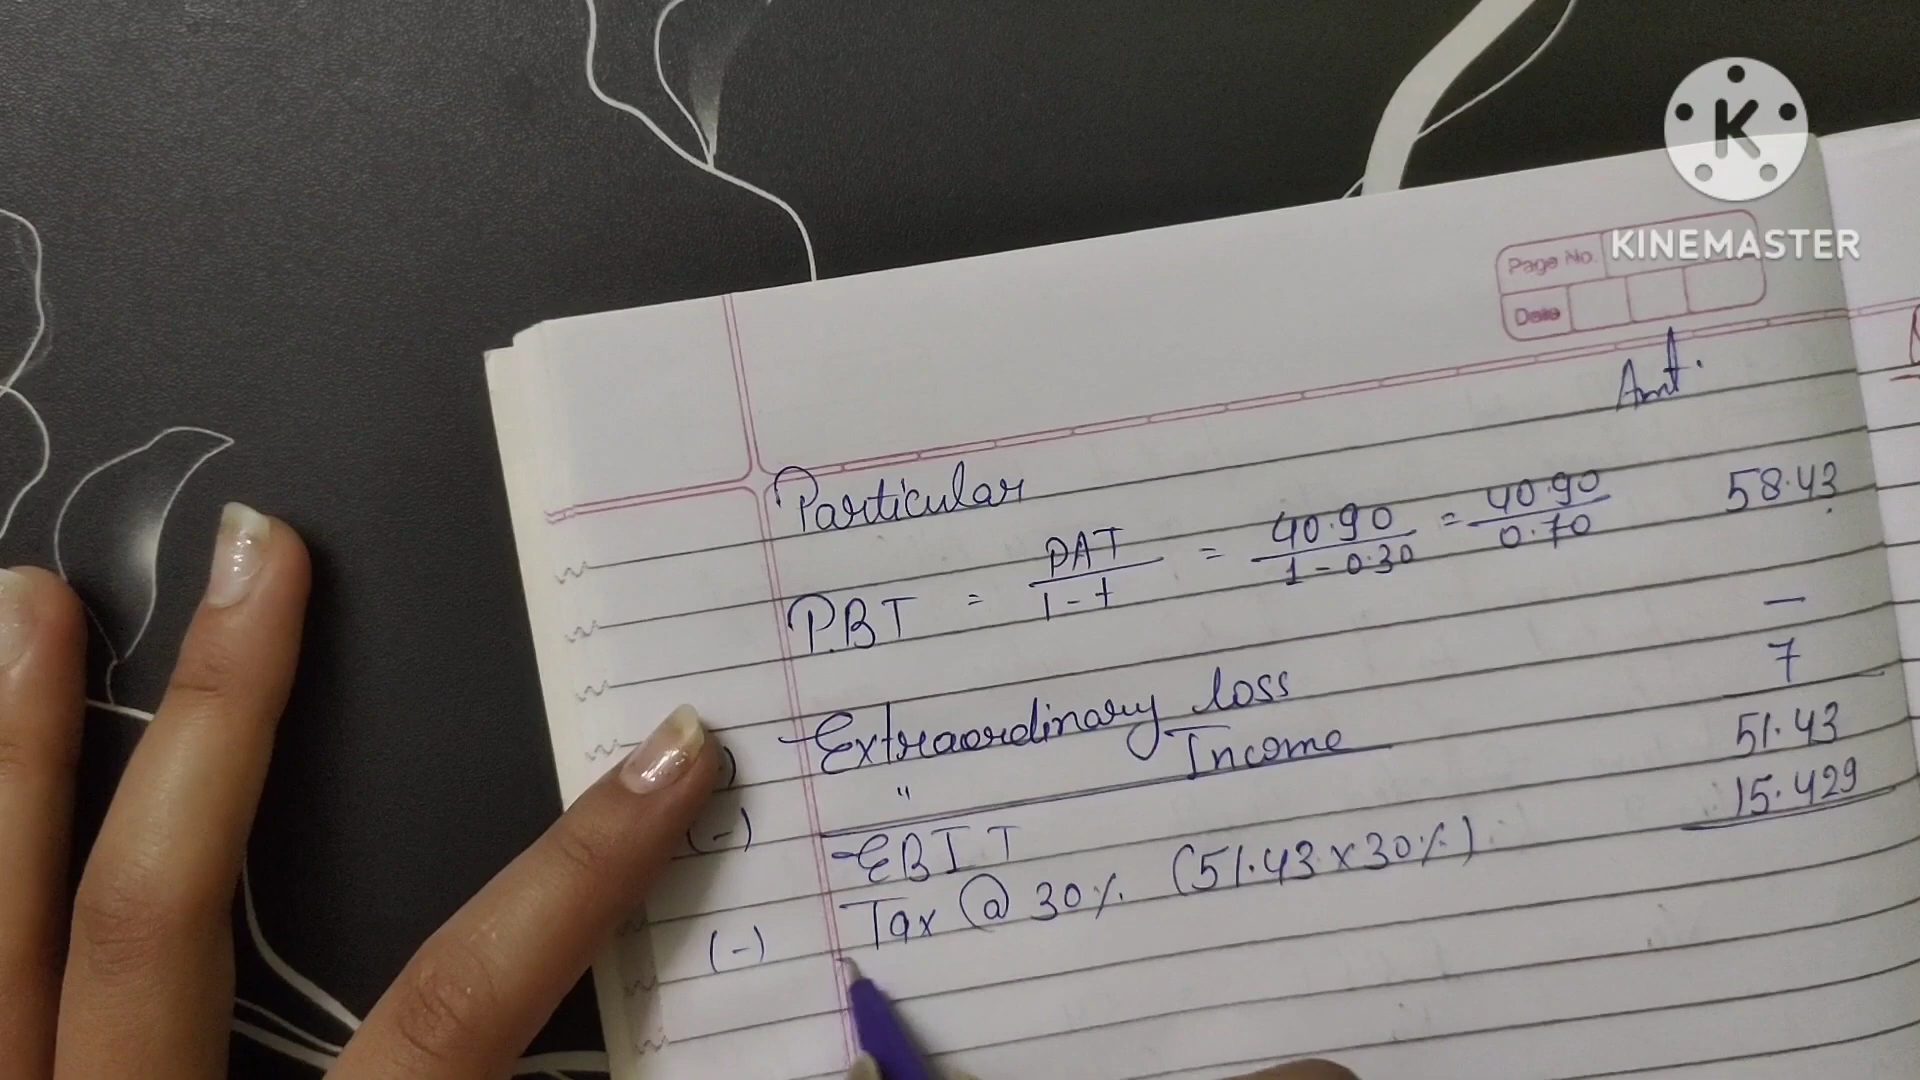 K
KINEMASTER
Page No.
Date
Particular Amt.
P.B T = PAT / 1-t = 40.90 / 1-0.30 = 40.90 / 0.70 58.43
Extraordinary loss —
(-) " Income 7
EBIT 51.43
(-) Tax @ 30% (51.43 x 30%) 15.429